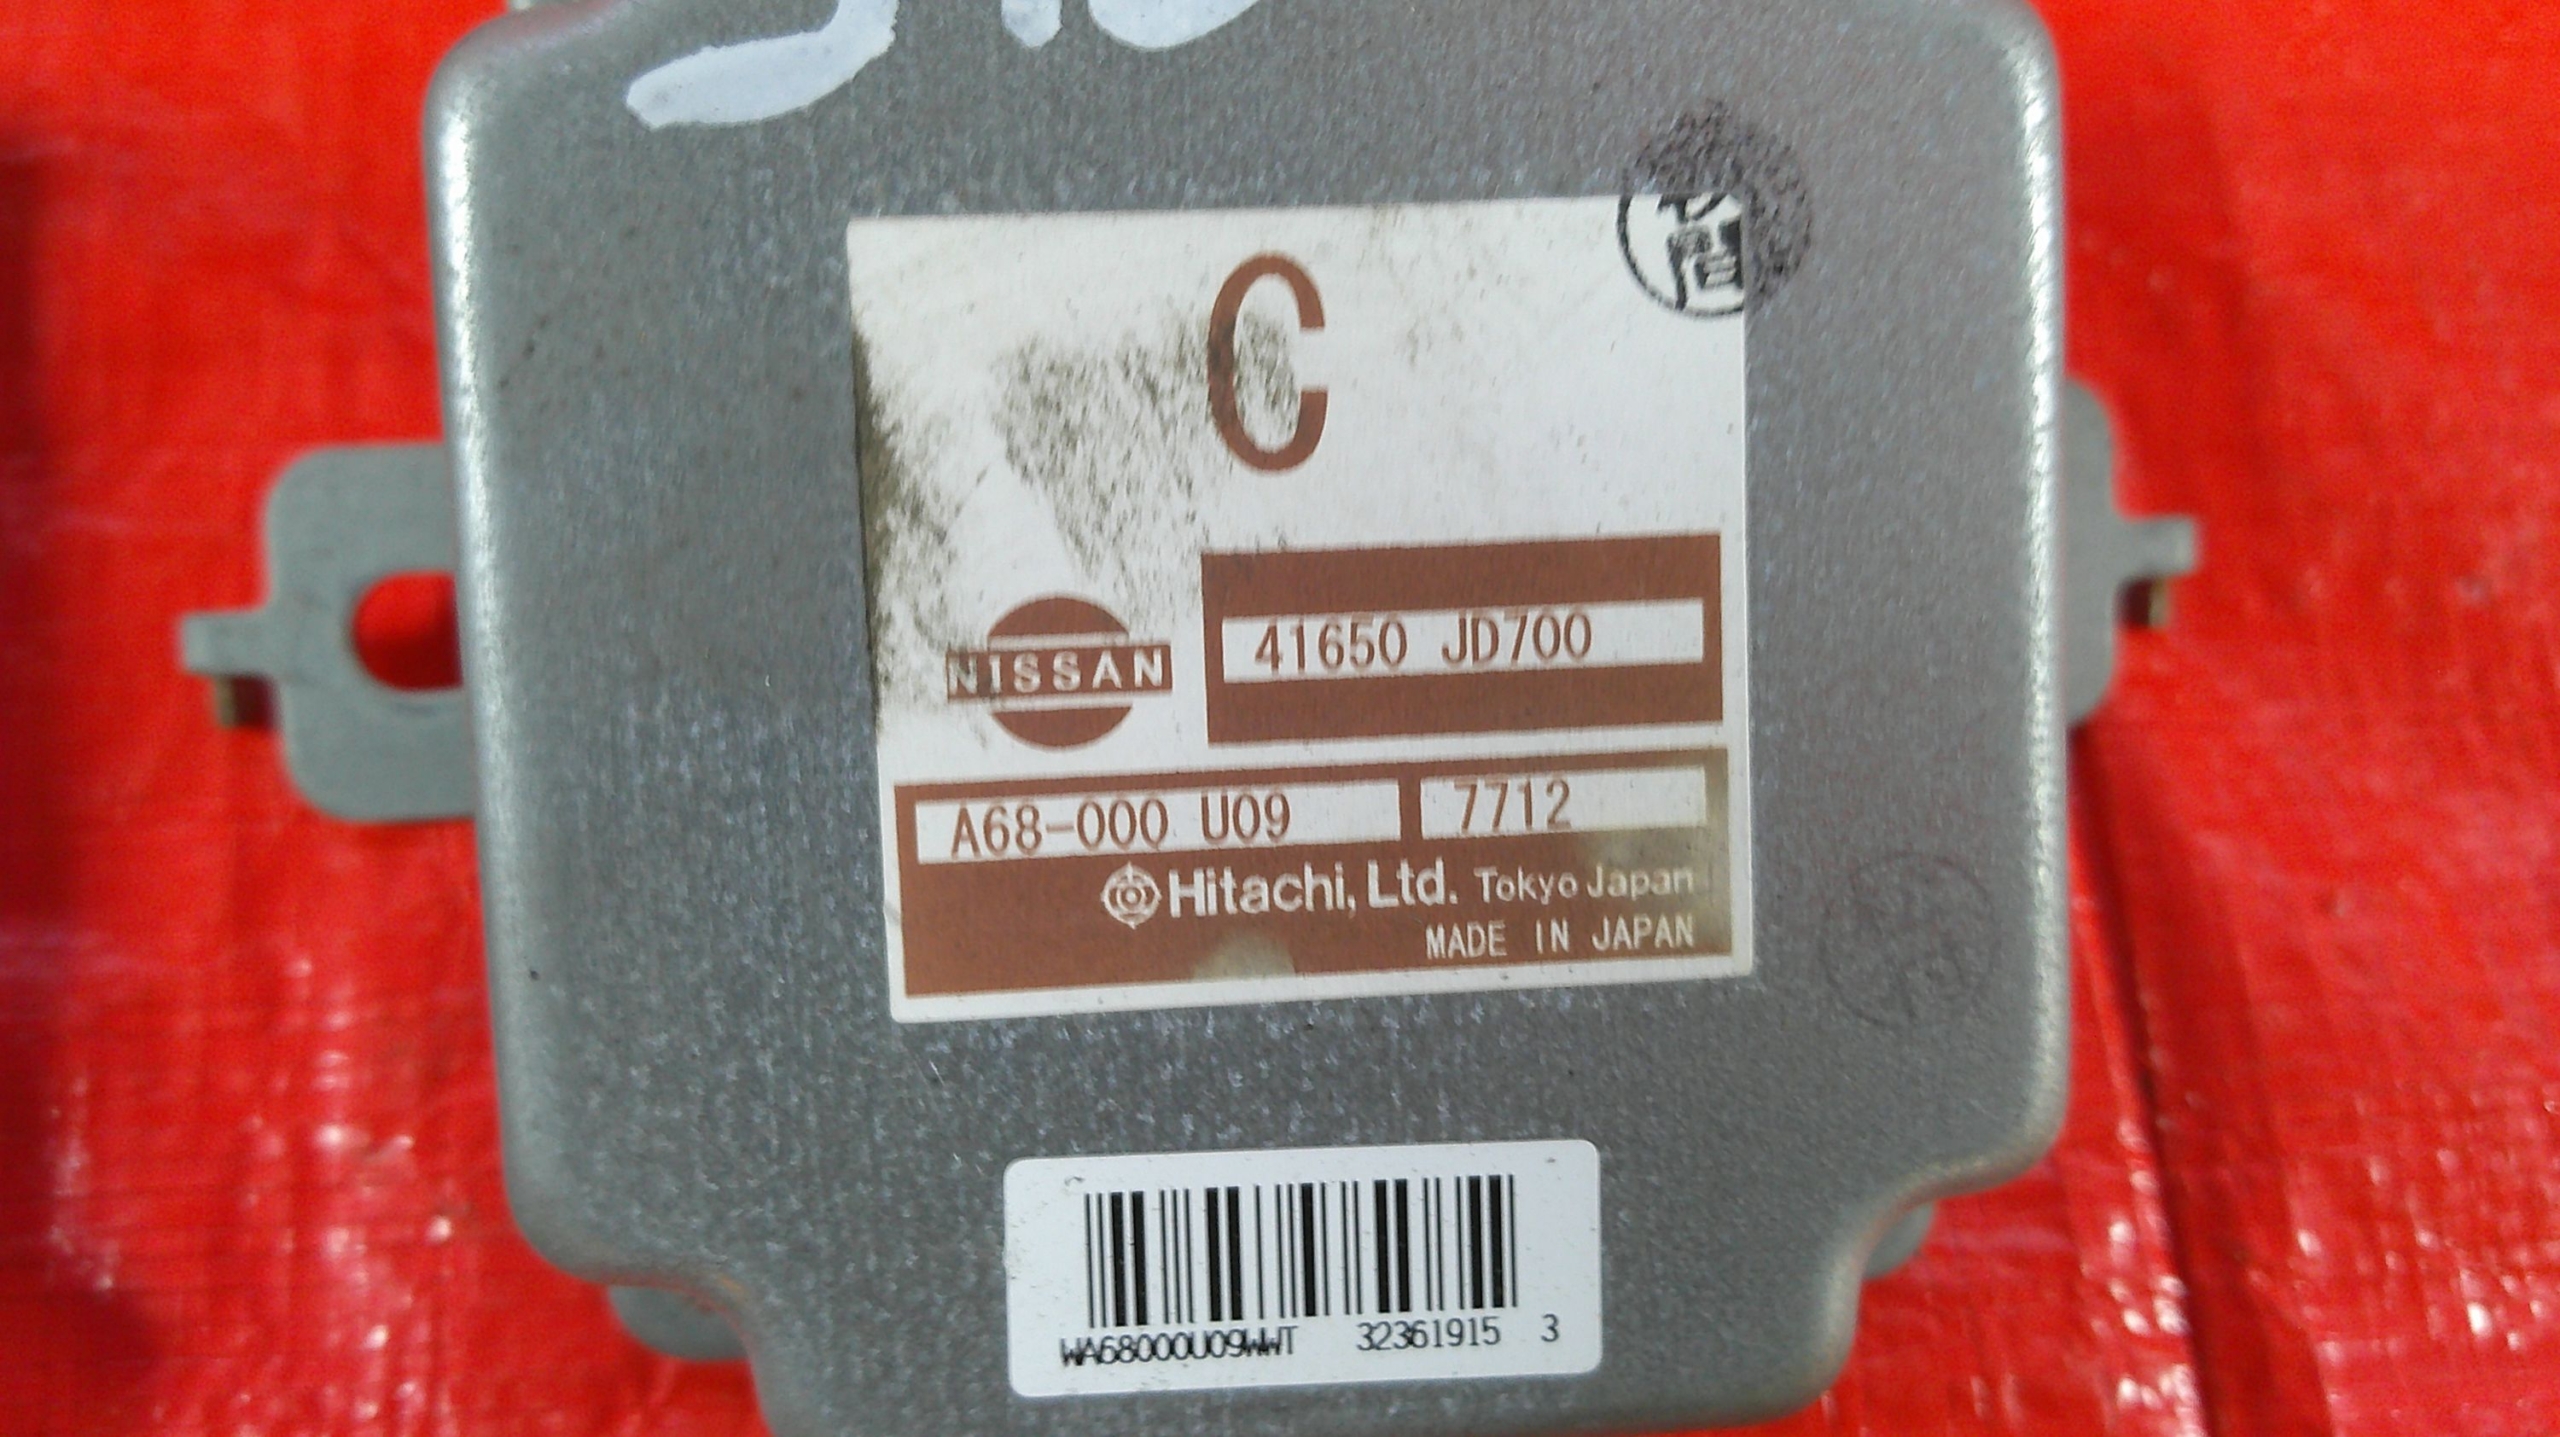 C
NISSAN
41650 JD700
A68-000 U09
7712
Hitachi, Ltd. Tokyo Japan
MADE IN JAPAN
WA68000U09WWT 32361915 3